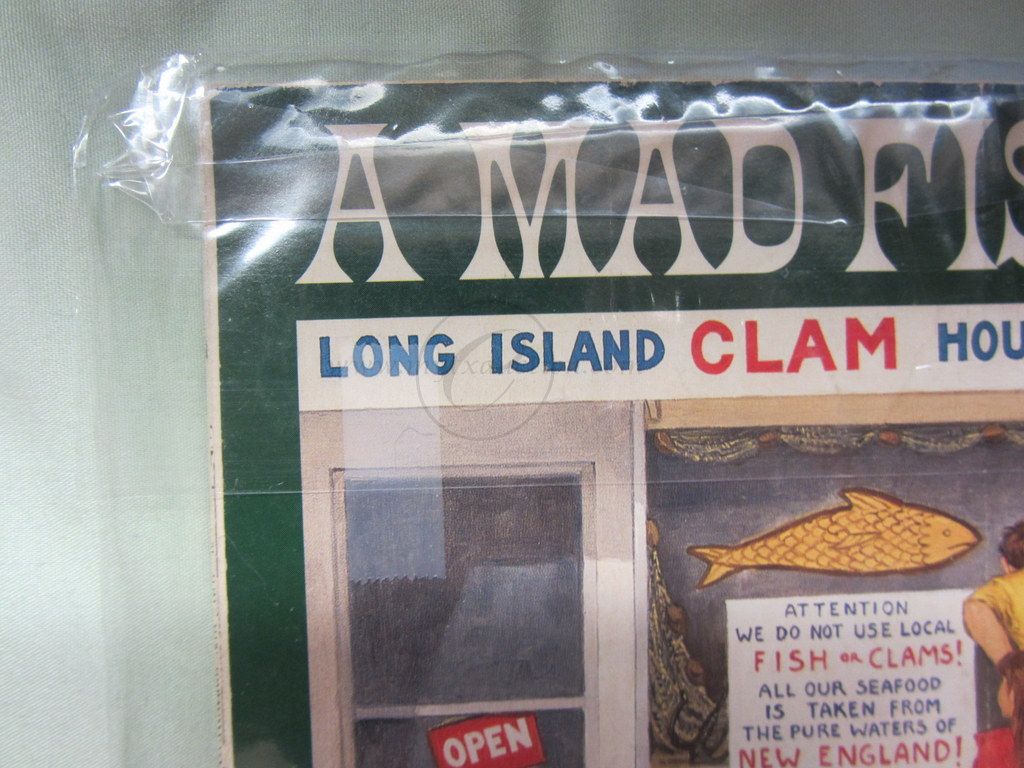 A MAD FIS
LONG ISLAND CLAM HOU
ATTENTION
WE DO NOT USE LOCAL
FISH OR CLAMS!
ALL OUR SEAFOOD
IS TAKEN FROM
THE PURE WATERS OF
NEW ENGLAND!
OPEN